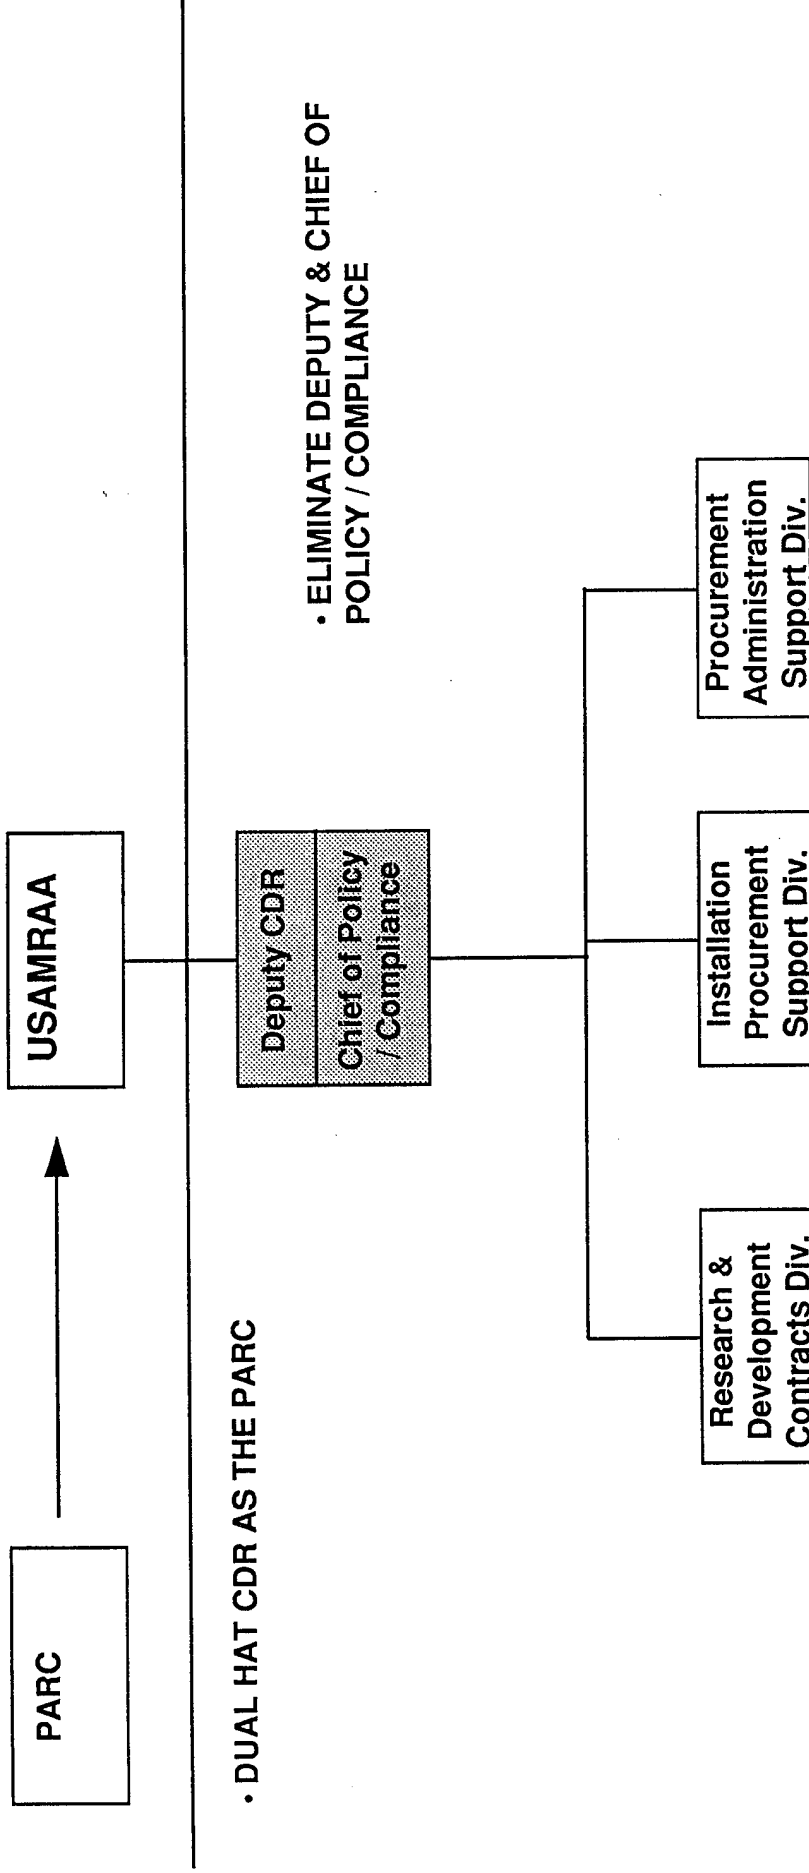 PARC
USAMRAA
• DUAL HAT CDR AS THE PARC
Deputy CDR
Chief of Policy
/ Compliance
• ELIMINATE DEPUTY & CHIEF OF
POLICY / COMPLIANCE
Research &
Development
Contracts Div.
Installation
Procurement
Support Div.
Procurement
Administration
Support Div.